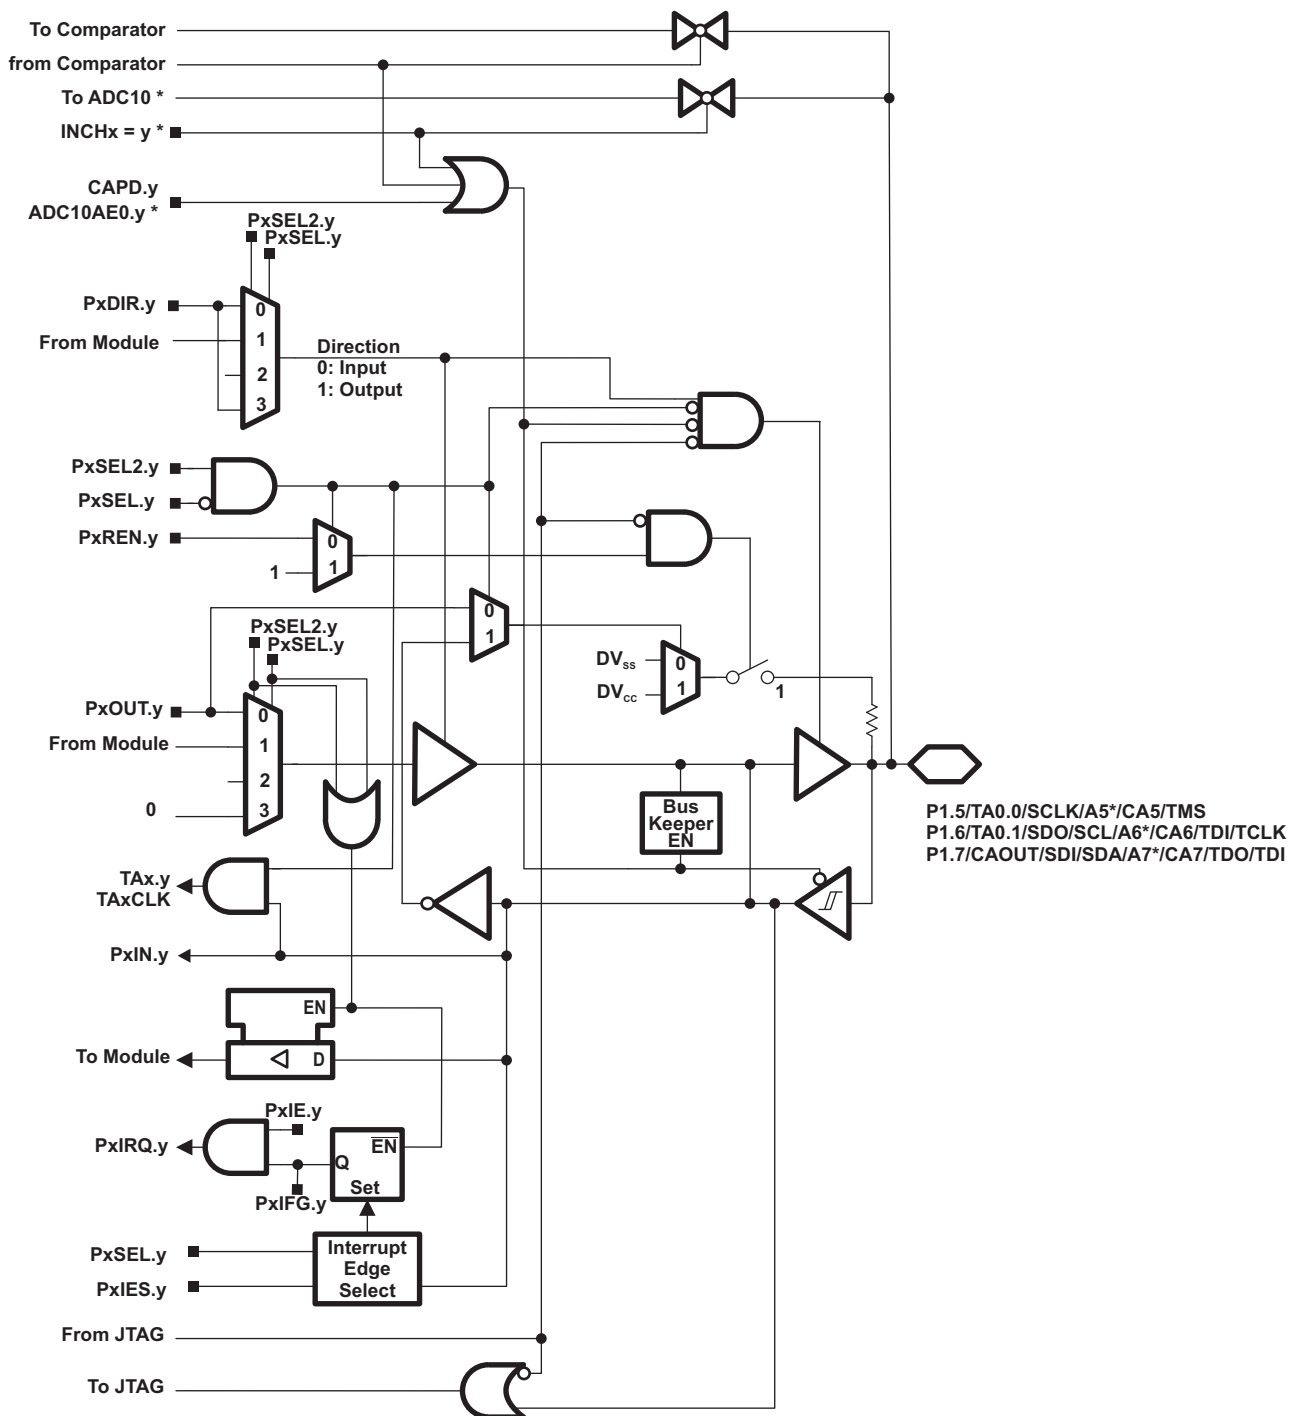 To Comparator
from Comparator
To ADC10 *
INCHx = y *
CAPD.y
ADC10AE0.y *
PxSEL2.y
PxSEL.y
PxDIR.y
From Module
0
1
2
3
Direction
0: Input
1: Output
PxSEL2.y
PxSEL.y
PxREN.y
0
1
1
0
1
PxSEL2.y
PxSEL.y
DVSS
DVCC
0
1
1
PxOUT.y
From Module
0
0
1
2
3
Bus
Keeper
EN
P1.5/TA0.0/SCLK/A5*/CA5/TMS
P1.6/TA0.1/SDO/SCL/A6*/CA6/TDI/TCLK
P1.7/CAOUT/SDI/SDA/A7*/CA7/TDO/TDI
TAx.y
TAxCLK
PxIN.y
EN
To Module
D
PxIE.y
PxIRQ.y
EN
Q
Set
PxIFG.y
PxSEL.y
PxIES.y
Interrupt
Edge
Select
From JTAG
To JTAG